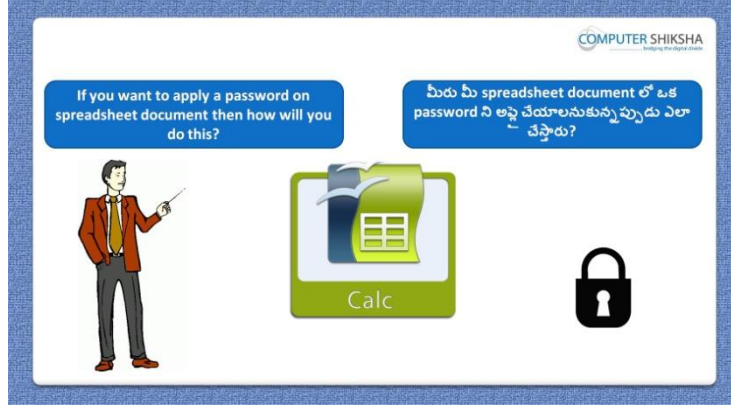 COMPUTER SHIKSHA
bridging the digital divide
If you want to apply a password on
spreadsheet document then how will you
do this?
మీరు మీ spreadsheet document లో ఒక
password ని అప్లై చేయాలనుకున్నప్పుడు ఎలా
చేస్తారు?
Calc